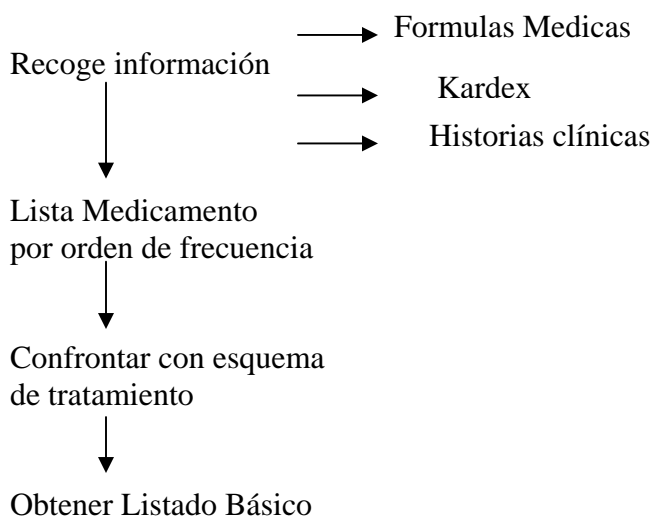 Formulas Medicas
Recoge información
Kardex
Historias clínicas
Lista Medicamento
por orden de frecuencia
Confrontar con esquema
de tratamiento
Obtener Listado Básico